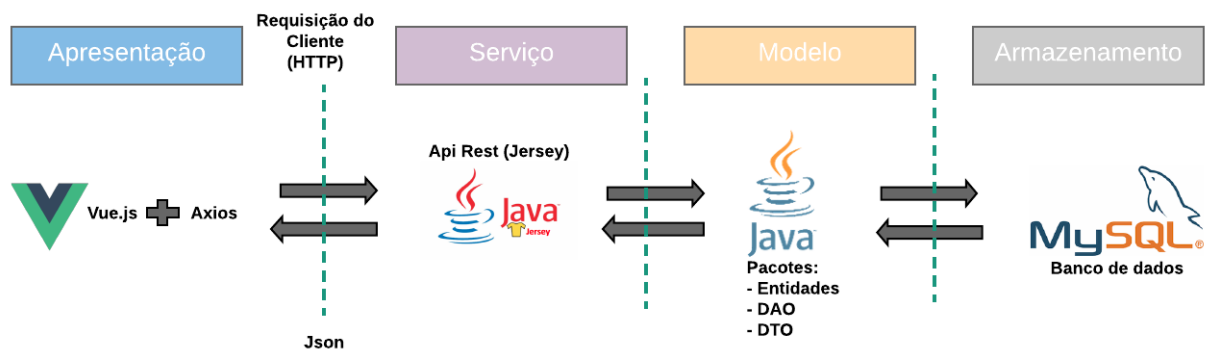 Requisição do
Cliente
(HTTP)
Apresentação
Serviço
Modelo
Armazenamento
Api Rest (Jersey)
Vue.js
Axios
Java
Jersey
Java
MySQL®
Pacotes:
- Entidades
- DAO
- DTO
Banco de dados
Json